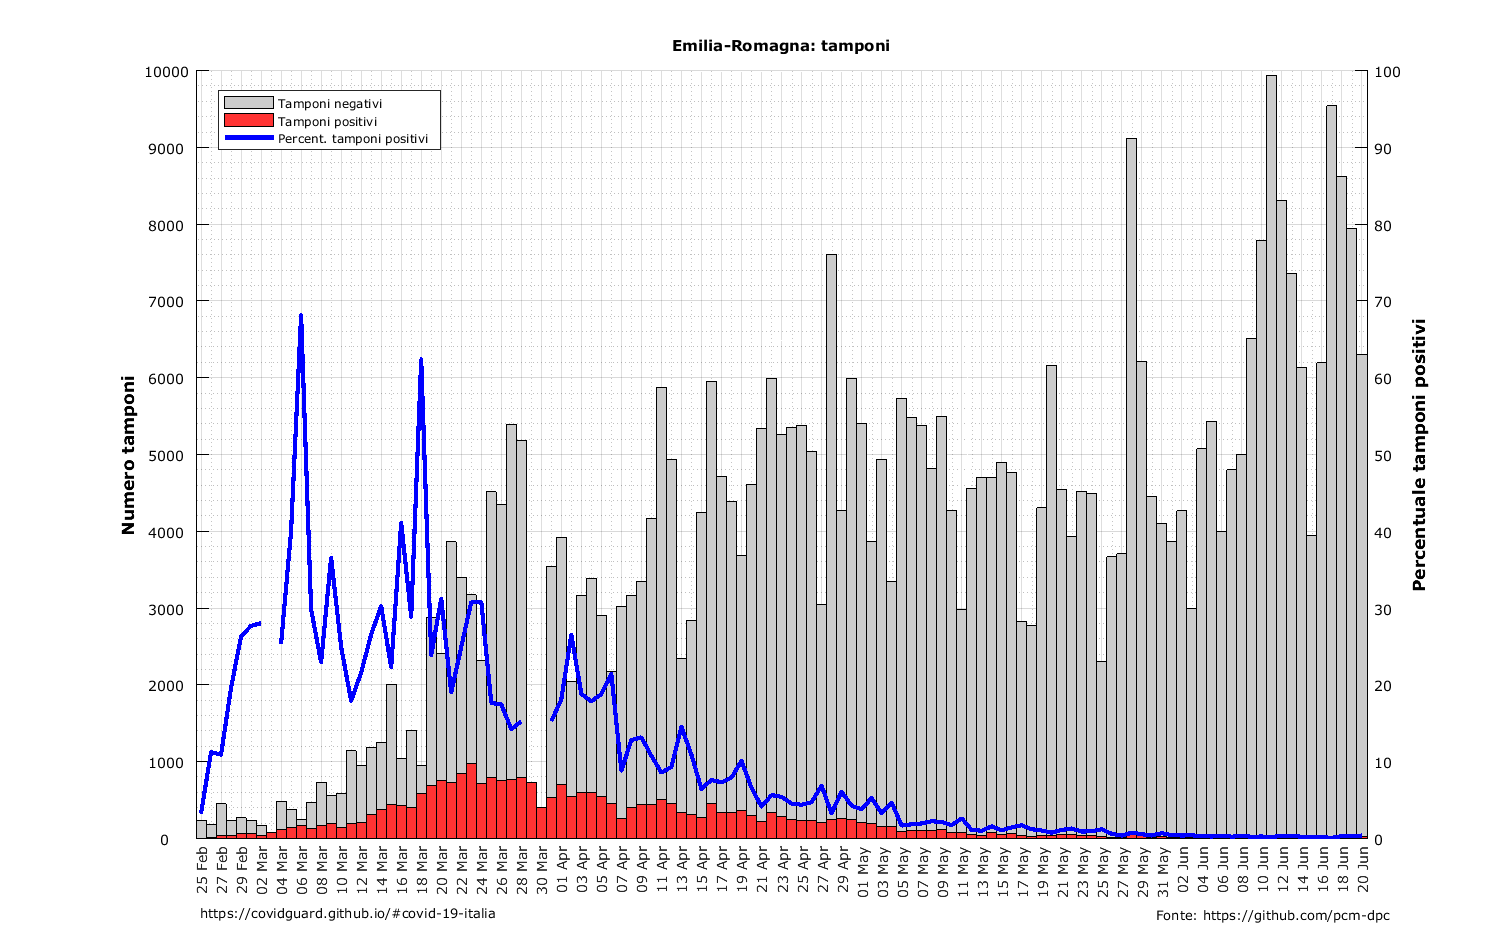 Emilia-Romagna: tamponi
Tamponi negativi
Tamponi positivi
Percent. tamponi positivi
Numero tamponi
10000
9000
8000
7000
6000
5000
4000
3000
2000
1000
0
Percentuale tamponi positivi
100
90
80
70
60
50
40
30
20
10
0
25 Feb
27 Feb
29 Feb
02 Mar
04 Mar
06 Mar
08 Mar
10 Mar
12 Mar
14 Mar
16 Mar
18 Mar
20 Mar
22 Mar
24 Mar
26 Mar
28 Mar
30 Mar
01 Apr
03 Apr
05 Apr
07 Apr
09 Apr
11 Apr
13 Apr
15 Apr
17 Apr
19 Apr
21 Apr
23 Apr
25 Apr
27 Apr
29 Apr
01 May
03 May
05 May
07 May
09 May
11 May
13 May
15 May
17 May
19 May
21 May
23 May
25 May
27 May
29 May
31 May
02 Jun
04 Jun
06 Jun
08 Jun
10 Jun
12 Jun
14 Jun
16 Jun
18 Jun
20 Jun
https://covidguard.github.io/#covid-19-italia
Fonte: https://github.com/pcm-dpc